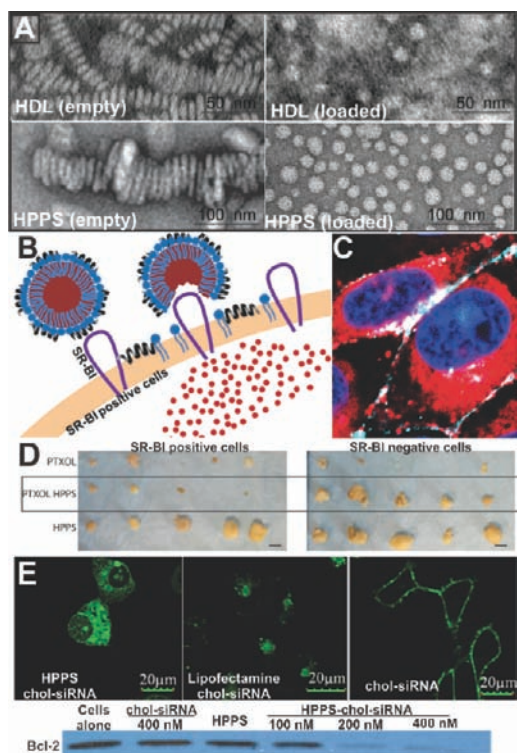 A
HDL (empty)
50 nm
HDL (loaded)
50 nm
HPPS (empty)
100 nm
HPPS (loaded)
100 nm
B
SR-BI
SR-BI positive cells
C
D
SR-BI positive cells
SR-BI negative cells
PTXOL
PTXOL HPPS
HPPS
E
HPPS
chol-siRNA
20μm
Lipofectamine
chol-siRNA
20μm
chol-siRNA
20μm
Cells
alone
chol-siRNA
400 nM
HPPS
HPPS-chol-siRNA
100 nM 200 nM 400 nM
Bcl-2